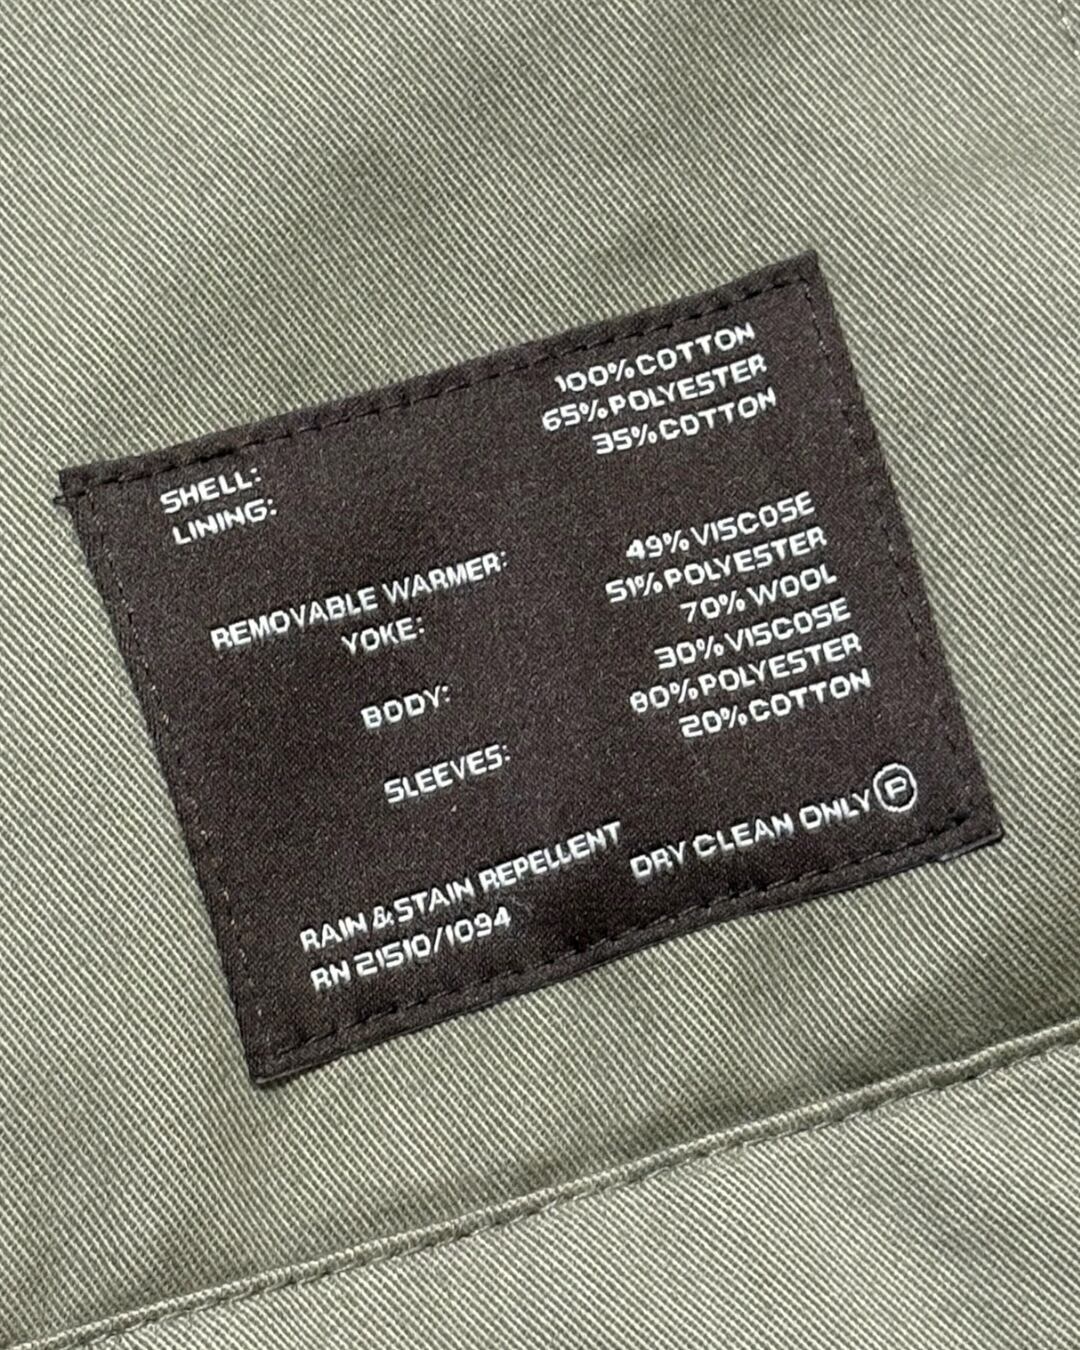 SHELL: 100% COTTON
LINING: 65% POLYESTER
35% COTTON
REMOVABLE WARMER:
YOKE: 49% VISCOSE
51% POLYESTER
BODY: 70% WOOL
30% VISCOSE
SLEEVES: 80% POLYESTER
20% COTTON
RAIN & STAIN REPELLENT
RN 21510/1094 DRY CLEAN ONLY Ⓟ